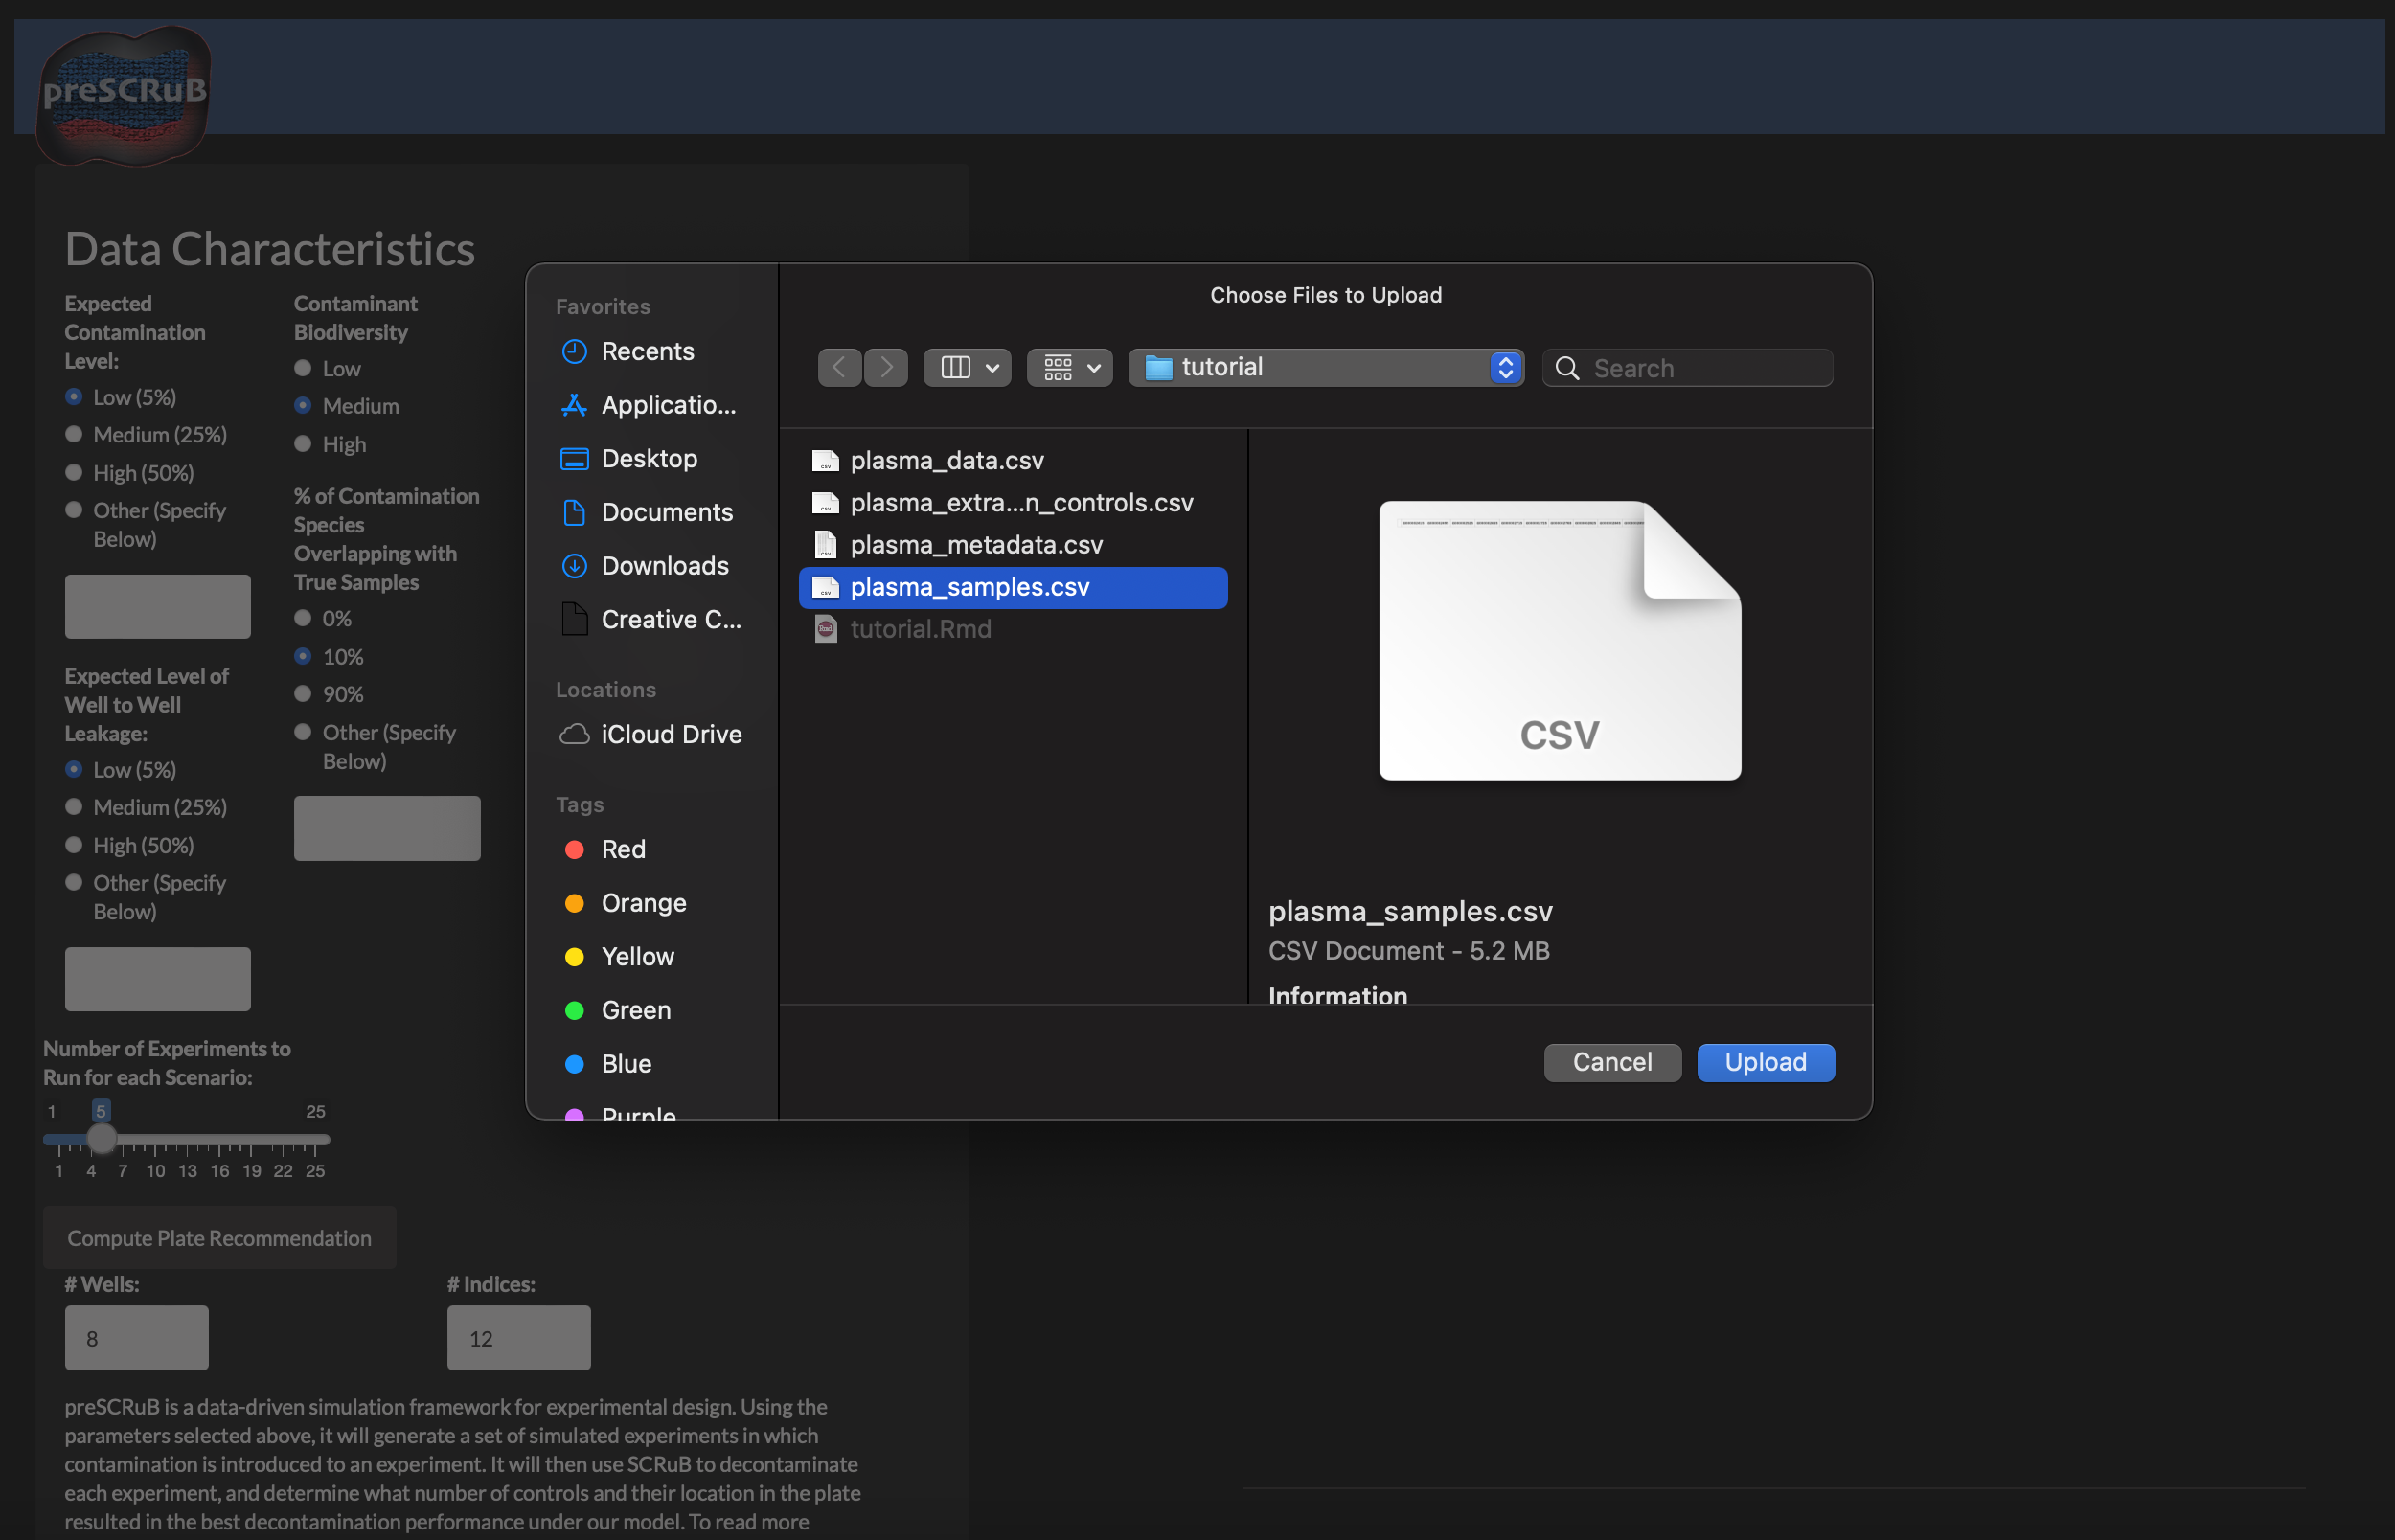 preSCRuB
Data Characteristics
Expected
Contamination
Level:
Low (5%)
Medium (25%)
High (50%)
Other (Specify
Below)
Expected Level of
Well to Well
Leakage:
Low (5%)
Medium (25%)
High (50%)
Other (Specify
Below)
Contaminant
Biodiversity
Low
Medium
High
% of Contamination
Species
Overlapping with
True Samples
0%
10%
90%
Other (Specify
Below)
Number of Experiments to
Run for each Scenario:
1 5 25
1 4 7 10 13 16 19 22 25
Compute Plate Recommendation
# Wells:
8
# Indices:
12
preSCRuB is a data-driven simulation framework for experimental design. Using the
parameters selected above, it will generate a set of simulated experiments in which
contamination is introduced to an experiment. It will then use SCRuB to decontaminate
each experiment, and determine what number of controls and their location in the plate
resulted in the best decontamination performance under our model. To read more
Favorites
Recents
Applicatio...
Desktop
Documents
Downloads
Creative C...
Locations
iCloud Drive
Tags
Red
Orange
Yellow
Green
Blue
Purple
Choose Files to Upload
tutorial
Search
plasma_data.csv
plasma_extra...n_controls.csv
plasma_metadata.csv
plasma_samples.csv
tutorial.Rmd
CSV
plasma_samples.csv
CSV Document - 5.2 MB
Information
Cancel
Upload